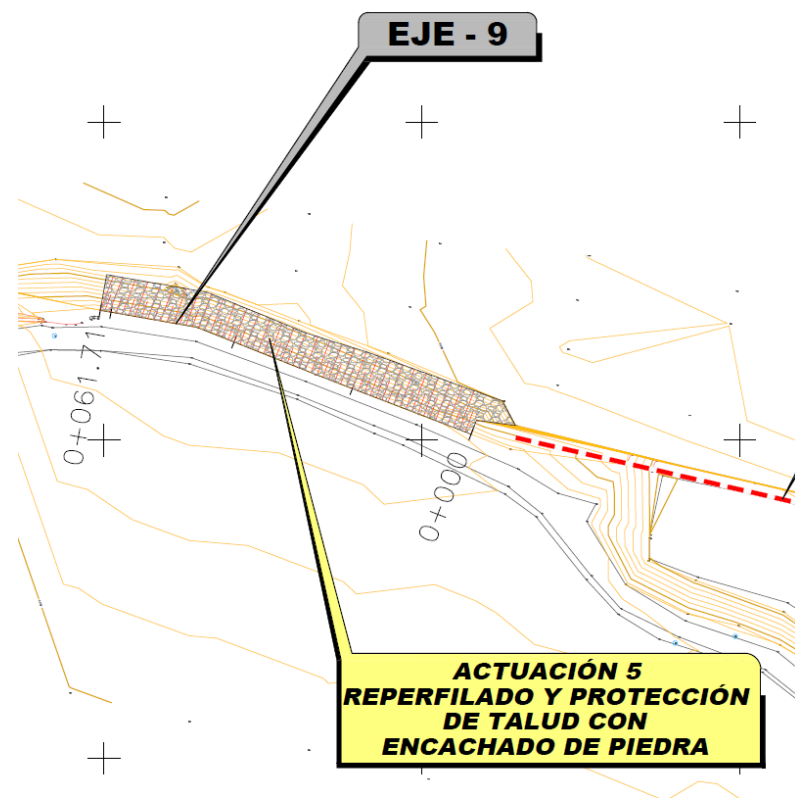 EJE - 9
0+061.71
0+000
ACTUACIÓN 5
REPERFILADO Y PROTECCIÓN
DE TALUD CON
ENCACHADO DE PIEDRA